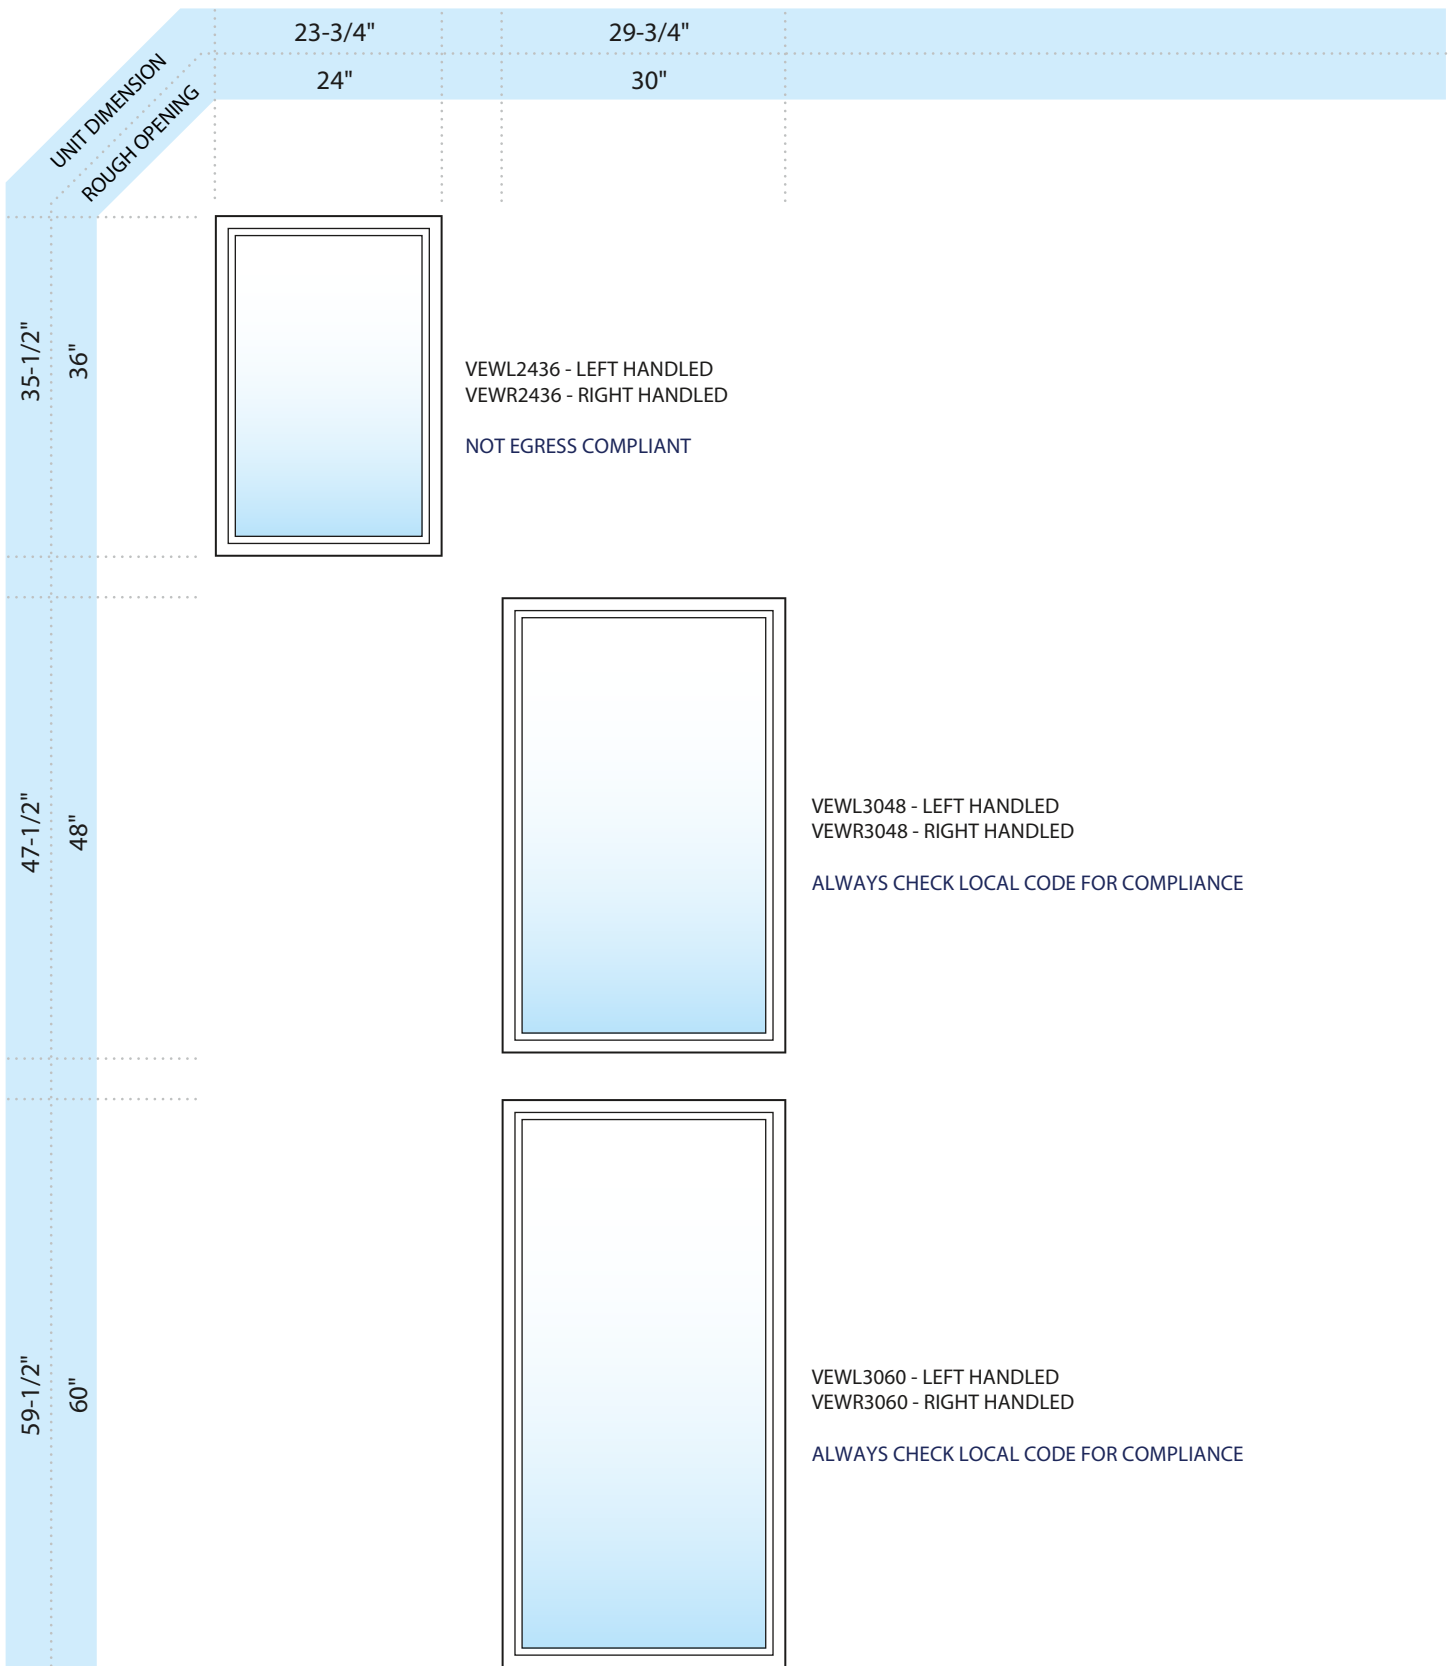 23-3/4" 29-3/4"
24" 30"
UNIT DIMENSION
ROUGH OPENING
35-1/2"
36"
VEWL2436 - LEFT HANDLED
VEWR2436 - RIGHT HANDLED
NOT EGRESS COMPLIANT
47-1/2"
48"
VEWL3048 - LEFT HANDLED
VEWR3048 - RIGHT HANDLED
ALWAYS CHECK LOCAL CODE FOR COMPLIANCE
59-1/2"
60"
VEWL3060 - LEFT HANDLED
VEWR3060 - RIGHT HANDLED
ALWAYS CHECK LOCAL CODE FOR COMPLIANCE